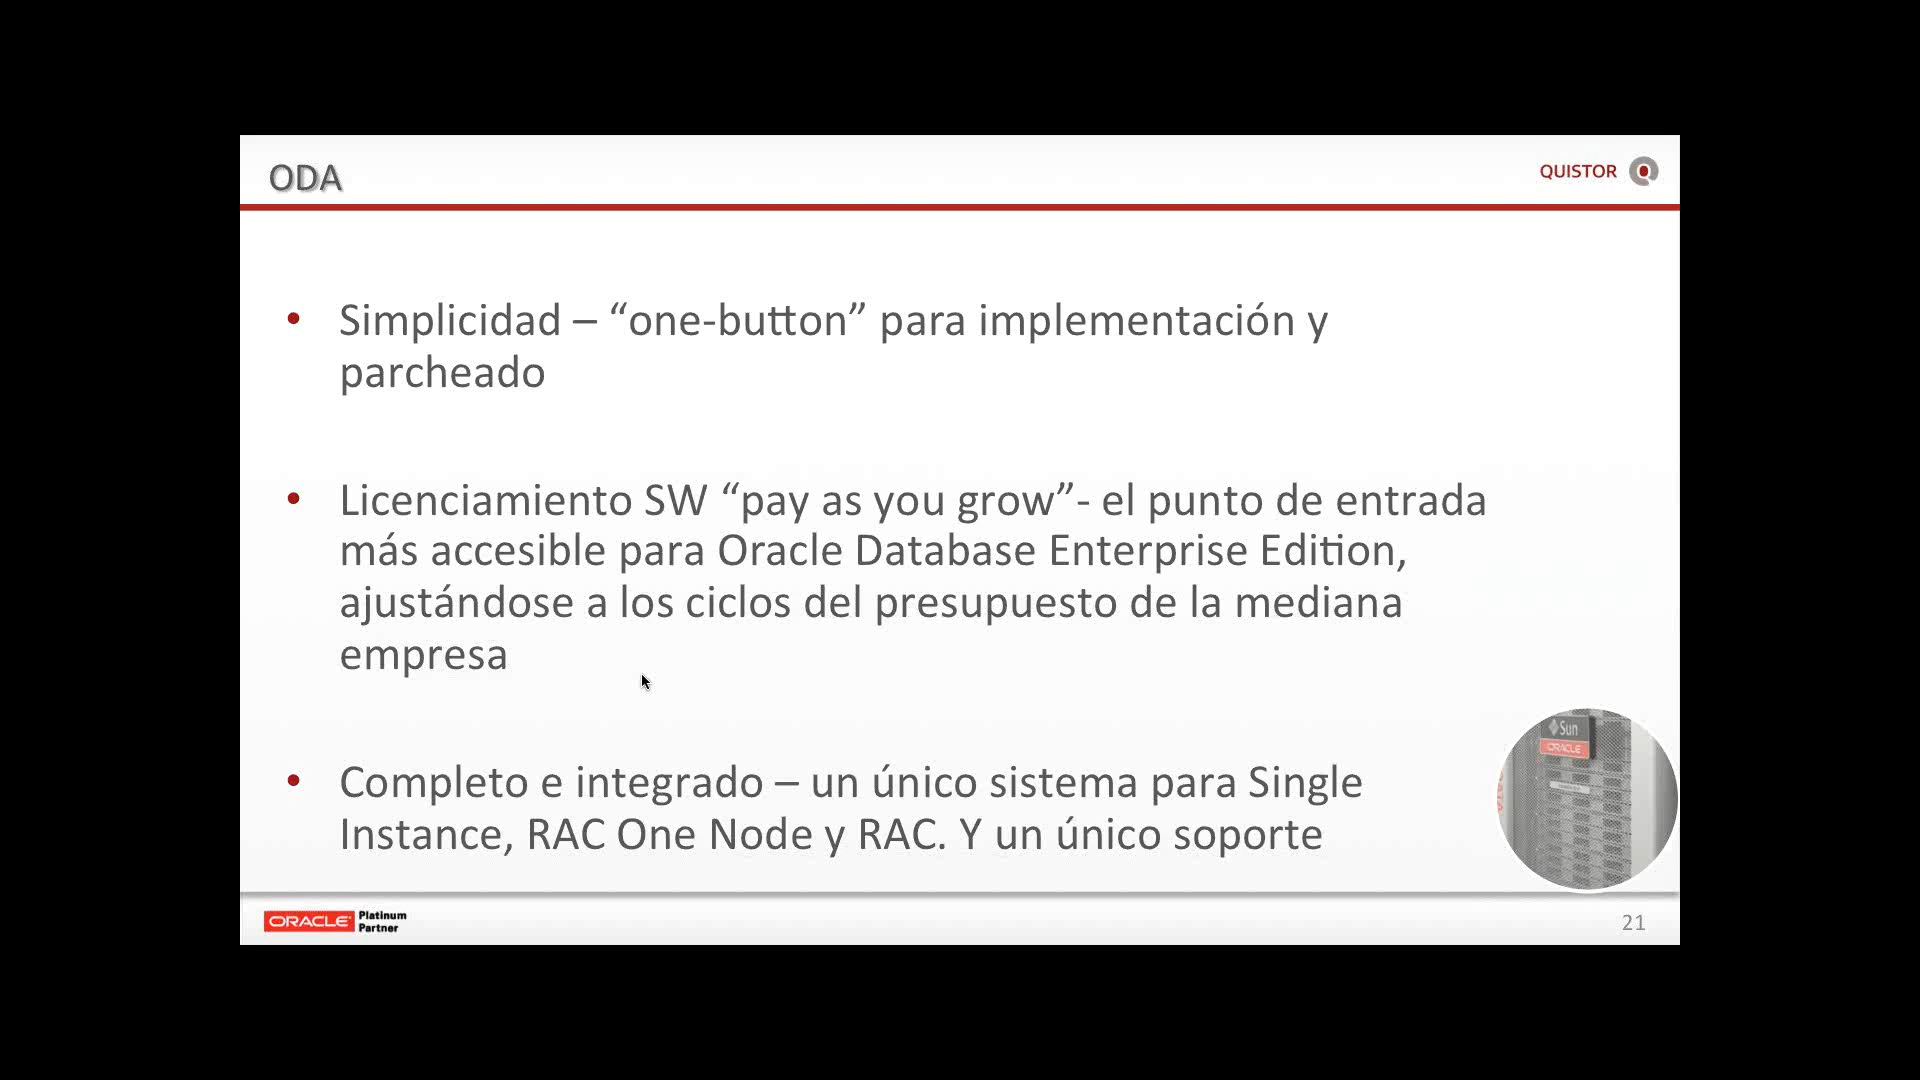 ODA
QUISTOR
• Simplicidad – “one-button” para implementación y
parcheado
• Licenciamiento SW “pay as you grow”- el punto de entrada
más accesible para Oracle Database Enterprise Edition,
ajustándose a los ciclos del presupuesto de la mediana
empresa
• Completo e integrado – un único sistema para Single
Instance, RAC One Node y RAC. Y un único soporte
Sun
ORACLE
ORACLE Platinum
Partner
21